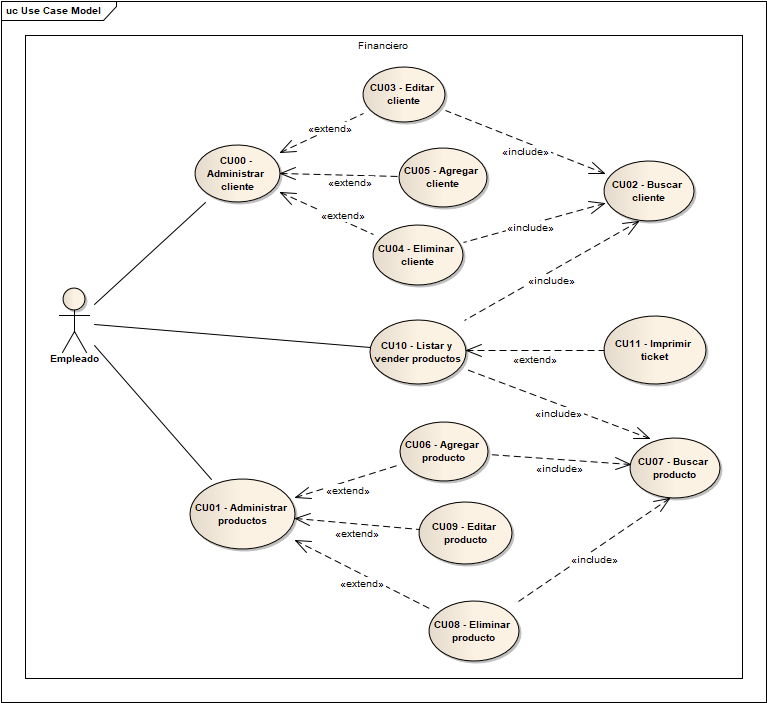 uc Use Case Model
Financiero
CU03 - Editar
cliente
«extend»
«include»
CU00 -
Administrar
cliente
CU05 - Agregar
cliente
«extend»
CU02 - Buscar
cliente
«extend»
«include»
CU04 - Eliminar
cliente
«include»
Empleado
CU10 - Listar y
vender productos
«extend»
CU11 - Imprimir
ticket
«include»
CU06 - Agregar
producto
«include»
CU07 - Buscar
producto
«extend»
CU01 - Administrar
productos
CU09 - Editar
producto
«extend»
«include»
«extend»
CU08 - Eliminar
producto